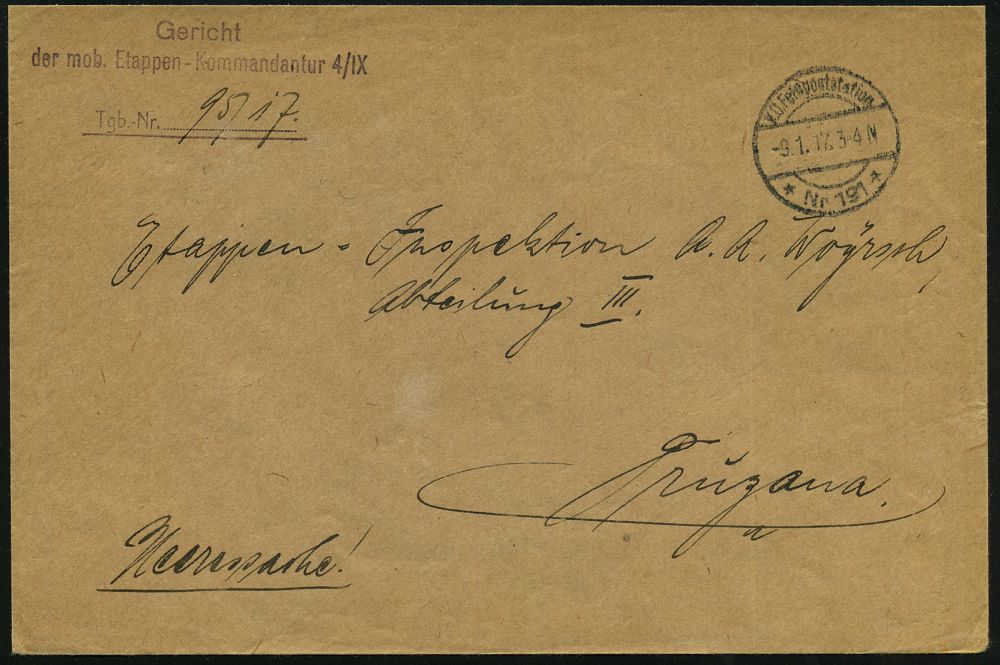 Gericht
der mob. Etappen-Kommandantur 4/IX
Tgb.-Nr. 95/17.
K.D. Feldpoststation
-9.1.17. 3-4 N
* Nr 191 *
Etappen-Inspektion A. A. Woÿrsch,
Abteilung III.
Pruzana.
Heeressache!